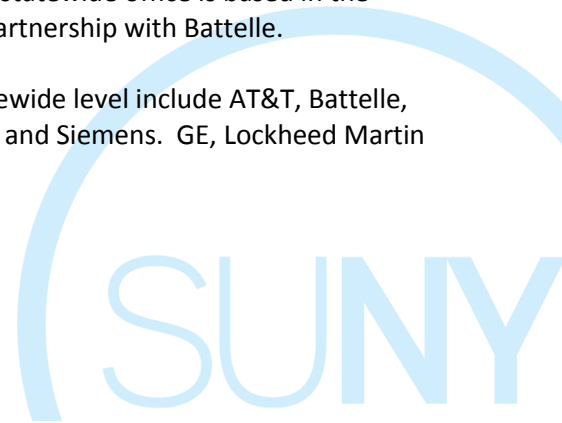 statewide office is based in the
artnership with Battelle.
ewide level include AT&T, Battelle,
and Siemens. GE, Lockheed Martin
SUNY